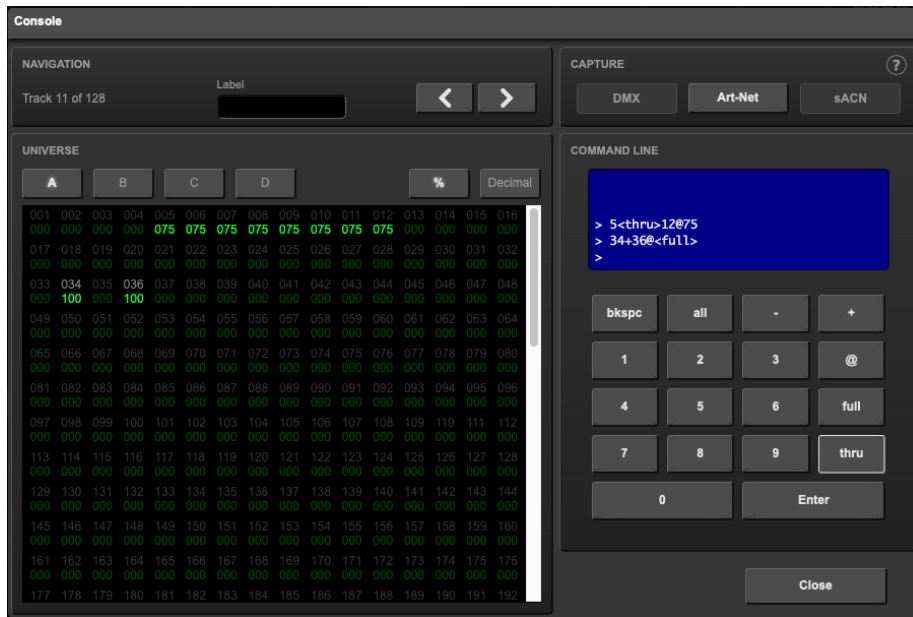 Console
NAVIGATION
Track 11 of 128
Label
CAPTURE
?
DMX Art-Net sACN
UNIVERSE
A B C D % Decimal
001 002 003 004 005 006 007 008 009 010 011 012 013 014 015 016
000 000 000 000 075 075 075 075 075 075 075 075 000 000 000 000
017 018 019 020 021 022 023 024 025 026 027 028 029 030 031 032
000 000 000 000 000 000 000 000 000 000 000 000 000 000 000 000
033 034 035 036 037 038 039 040 041 042 043 044 045 046 047 048
000 100 000 100 000 000 000 000 000 000 000 000 000 000 000 000
049 050 051 052 053 054 055 056 057 058 059 060 061 062 063 064
000 000 000 000 000 000 000 000 000 000 000 000 000 000 000 000
065 066 067 068 069 070 071 072 073 074 075 076 077 078 079 080
000 000 000 000 000 000 000 000 000 000 000 000 000 000 000 000
081 082 083 084 085 086 087 088 089 090 091 092 093 094 095 096
000 000 000 000 000 000 000 000 000 000 000 000 000 000 000 000
097 098 099 100 101 102 103 104 105 106 107 108 109 110 111 112
000 000 000 000 000 000 000 000 000 000 000 000 000 000 000 000
113 114 115 116 117 118 119 120 121 122 123 124 125 126 127 128
000 000 000 000 000 000 000 000 000 000 000 000 000 000 000 000
129 130 131 132 133 134 135 136 137 138 139 140 141 142 143 144
000 000 000 000 000 000 000 000 000 000 000 000 000 000 000 000
145 146 147 148 149 150 151 152 153 154 155 156 157 158 159 160
000 000 000 000 000 000 000 000 000 000 000 000 000 000 000 000
161 162 163 164 165 166 167 168 169 170 171 172 173 174 175 176
000 000 000 000 000 000 000 000 000 000 000 000 000 000 000 000
177 178 179 180 181 182 183 184 185 186 187 188 189 190 191 192
COMMAND LINE
> 5<thru>12@75
> 34+36@<full>
>
bkspc all - +
1 2 3 @
4 5 6 full
7 8 9 thru
0 Enter
Close